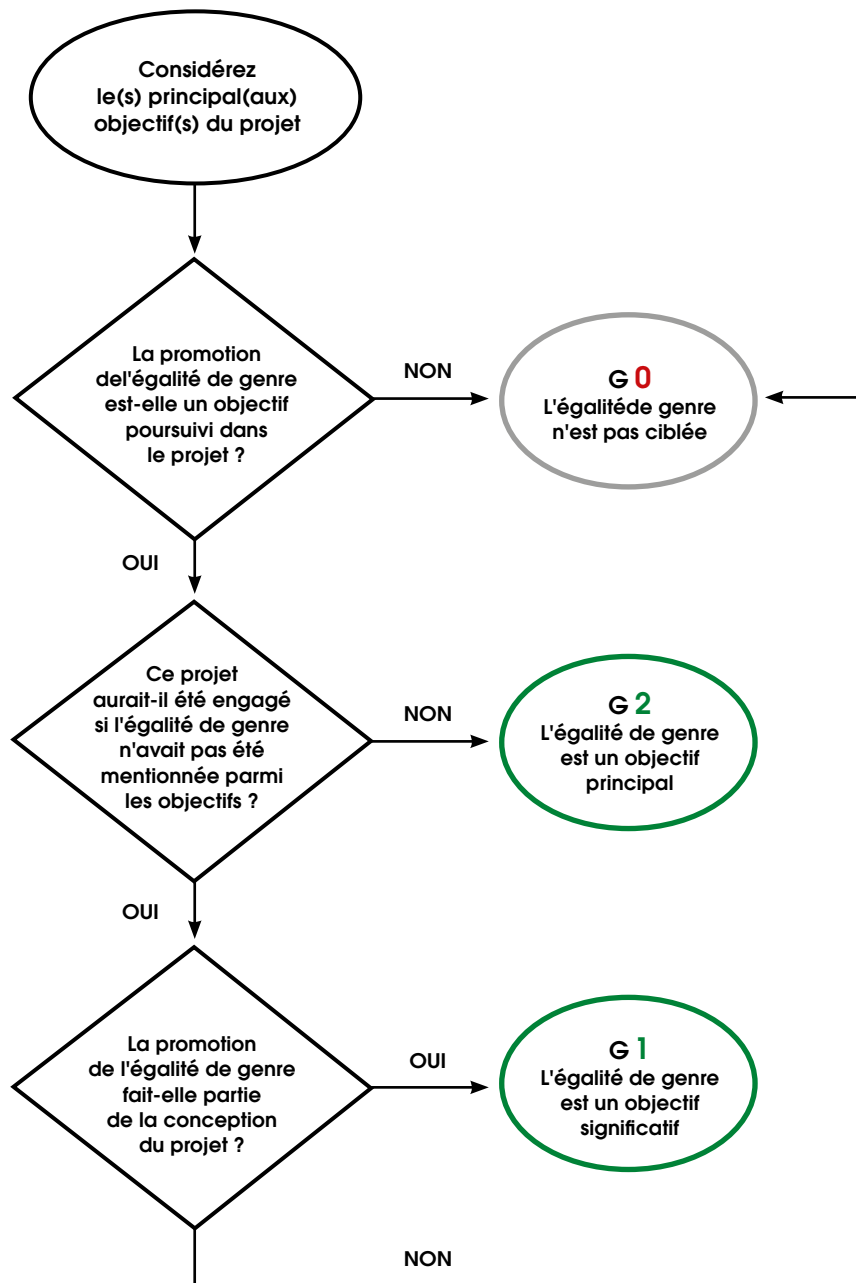 Considérez
le(s) principal(aux)
objectif(s) du projet
La promotion
del'égalité de genre
est-elle un objectif
poursuivi dans
le projet ?
NON
G 0
L'égalitéde genre
n'est pas ciblée
OUI
Ce projet
aurait-il été engagé
si l'égalité de genre
n'avait pas été
mentionnée parmi
les objectifs ?
NON
G 2
L'égalité de genre
est un objectif
principal
OUI
La promotion
de l'égalité de genre
fait-elle partie
de la conception
du projet ?
OUI
G 1
L'égalité de genre
est un objectif
significatif
NON